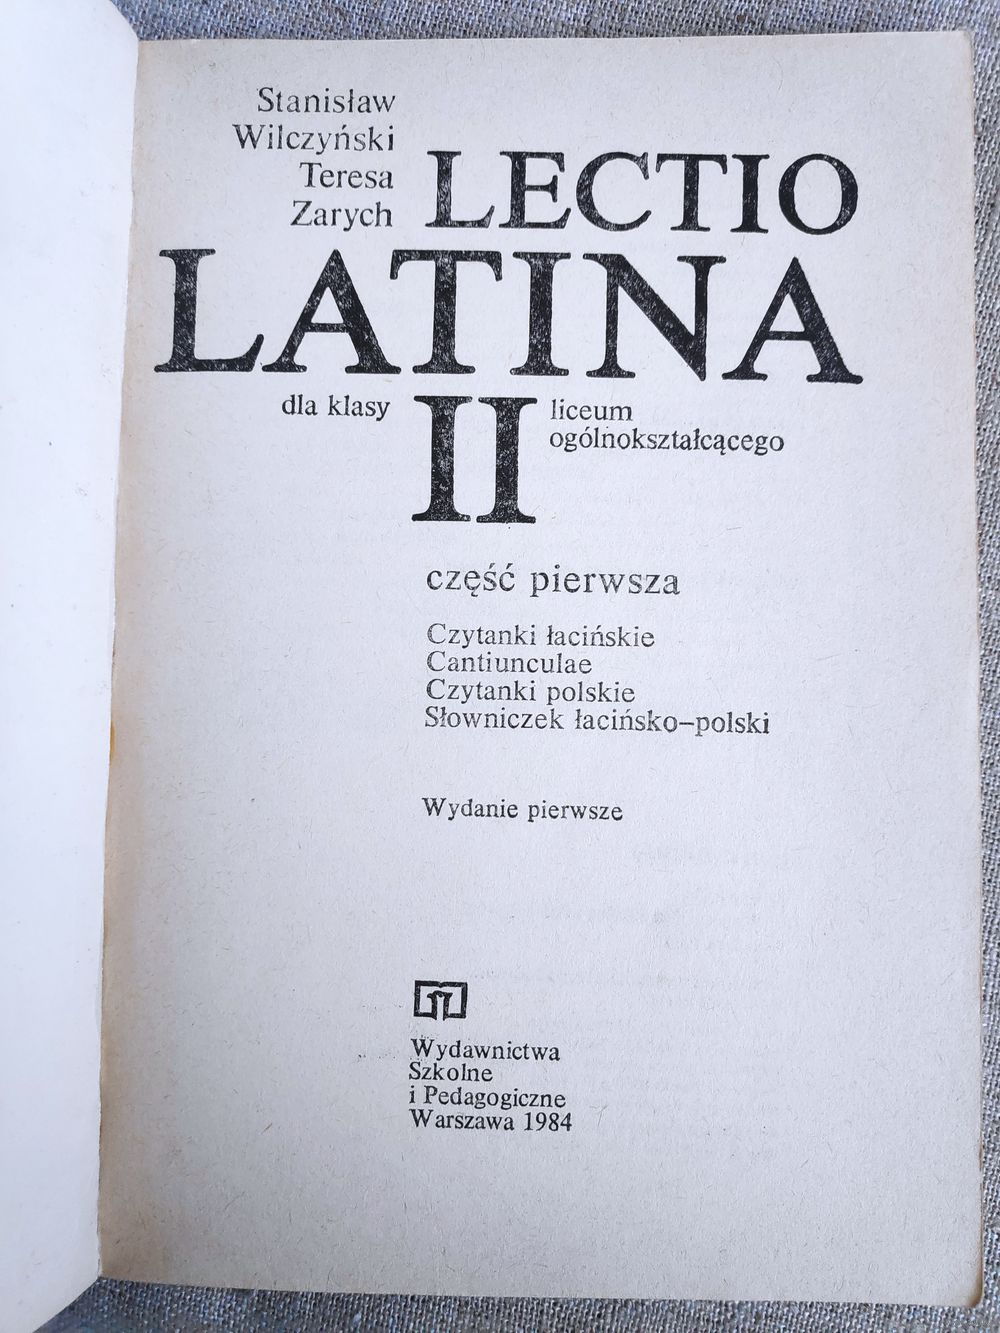 Stanisław
Wilczyński
Teresa
Zarych
LECTIO
LATINA
dla klasy II liceum
ogólnokształcącego
część pierwsza
Czytanki łacińskie
Cantiunculae
Czytanki polskie
Słowniczek łacińsko–polski
Wydanie pierwsze
Wydawnictwa
Szkolne
i Pedagogiczne
Warszawa 1984